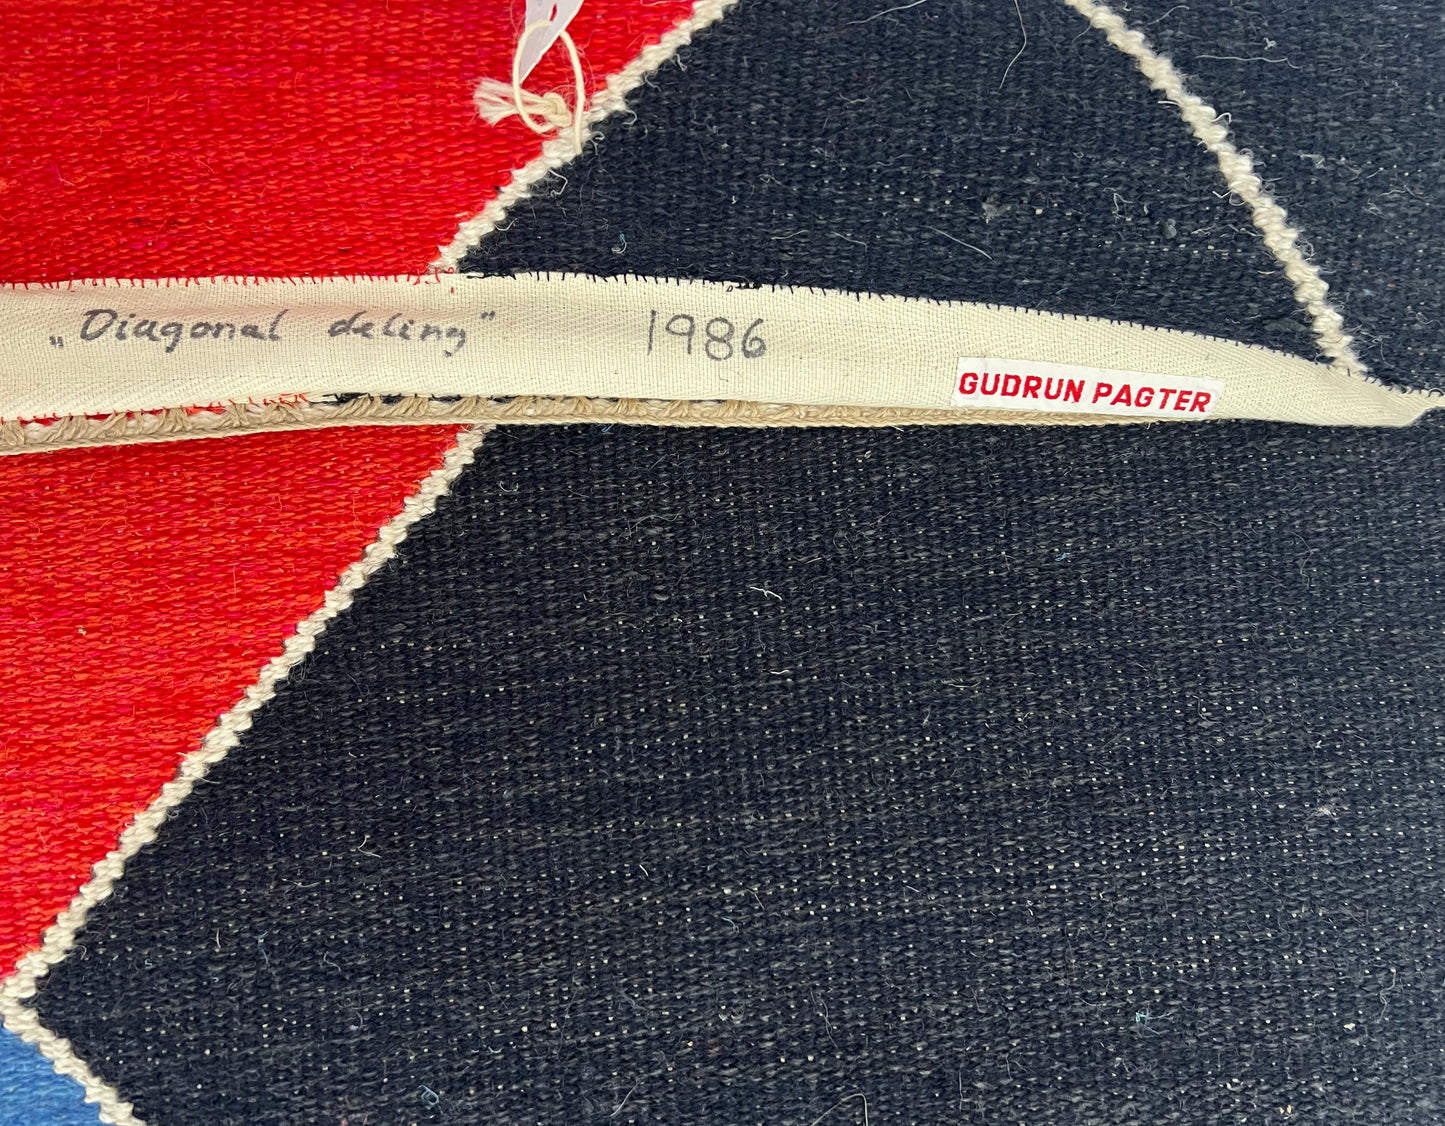 „Diagonal deling" 1986
GUDRUN PAGTER